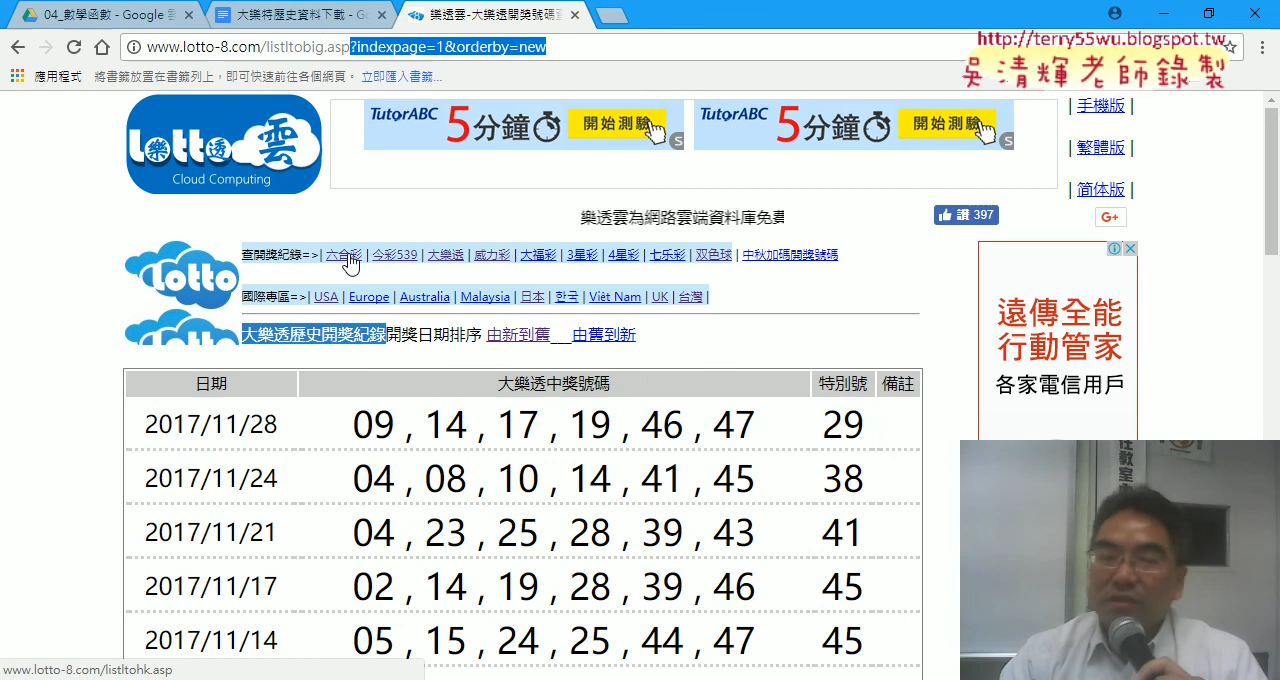 04_數學函數 - Google 雲
大樂特歷史資料下載 - Go
樂透雲-大樂透開獎號碼查
www.lotto-8.com/listltobig.asp?indexpage=1&orderby=new
應用程式 將書籤放置在書籤列上，即可快速前往各個網頁。 立即匯入書籤...
http://terry55wu.blogspot.tw
吳清輝老師錄製
Lotto 樂透雲
Cloud Computing
TutorABC 5分鐘 開始測驗 S
TutorABC 5分鐘 開始測驗 S
| 手機版 |
| 繁體版 |
| 简体版 |
樂透雲為網路雲端資料庫免費
讚 397
G+
Lotto
查開獎紀錄=>| 六合彩 | 今彩539 | 大樂透 | 威力彩 | 大福彩 | 3星彩 | 4星彩 | 七乐彩 | 双色球 | 中秋加碼開獎號碼
國際專區=>| USA | Europe | Australia | Malaysia | 日本 | 한국 | Việt Nam | UK | 台灣 |
大樂透歷史開獎紀錄開獎日期排序 由新到舊___由舊到新
日期 大樂透中獎號碼 特別號 備註
2017/11/28 09 , 14 , 17 , 19 , 46 , 47 29
2017/11/24 04 , 08 , 10 , 14 , 41 , 45 38
2017/11/21 04 , 23 , 25 , 28 , 39 , 43 41
2017/11/17 02 , 14 , 19 , 28 , 39 , 46 45
2017/11/14 05 , 15 , 24 , 25 , 44 , 47 45
遠傳全能
行動管家
各家電信用戶
www.lotto-8.com/listltohk.asp